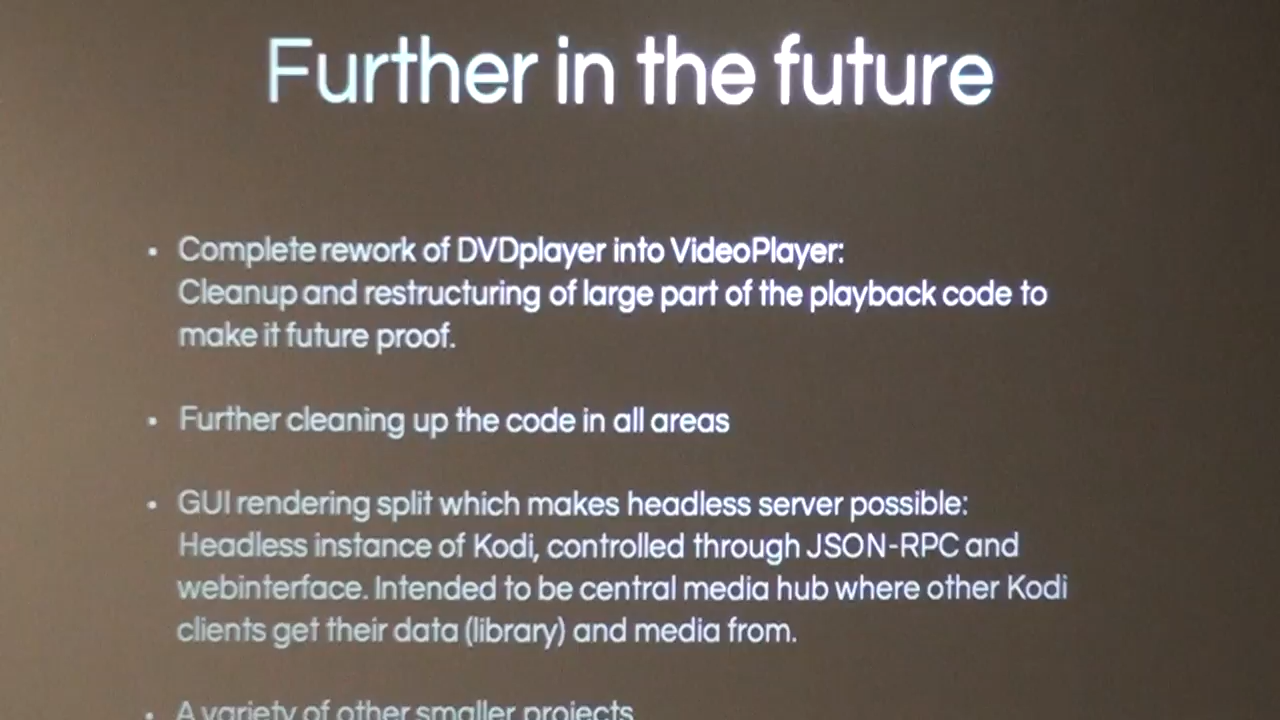 Further in the future
• Complete rework of DVDplayer into VideoPlayer:
Cleanup and restructuring of large part of the playback code to
make it future proof.
• Further cleaning up the code in all areas
• GUI rendering split which makes headless server possible:
Headless instance of Kodi, controlled through JSON-RPC and
webinterface. Intended to be central media hub where other Kodi
clients get their data (library) and media from.
• A variety of other smaller projects